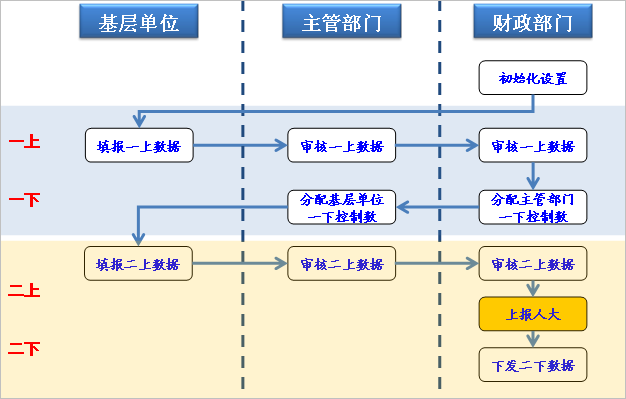 基层单位
主管部门
财政部门
初始化设置
一上
填报一上数据
审核一上数据
审核一上数据
一下
分配基层单位
一下控制数
分配主管部门
一下控制数
填报二上数据
审核二上数据
审核二上数据
二上
上报人大
二下
下发二下数据